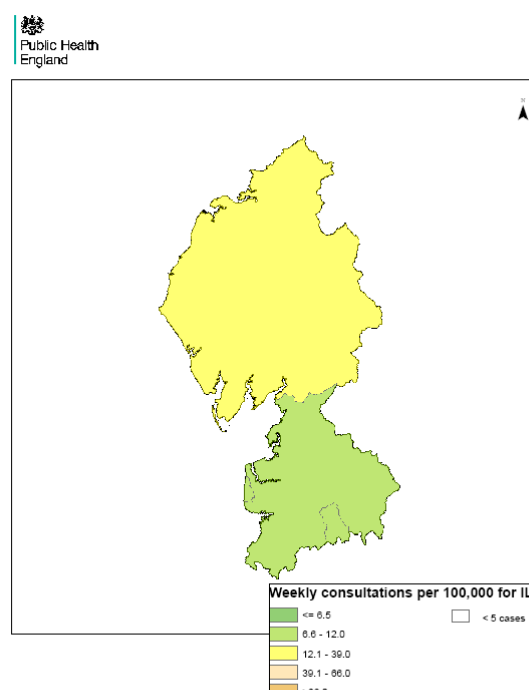 Public Health
England
N
Weekly consultations per 100,000 for IL
<= 6.5
< 5 cases
6.6 - 12.0
12.1 - 39.0
39.1 - 66.0